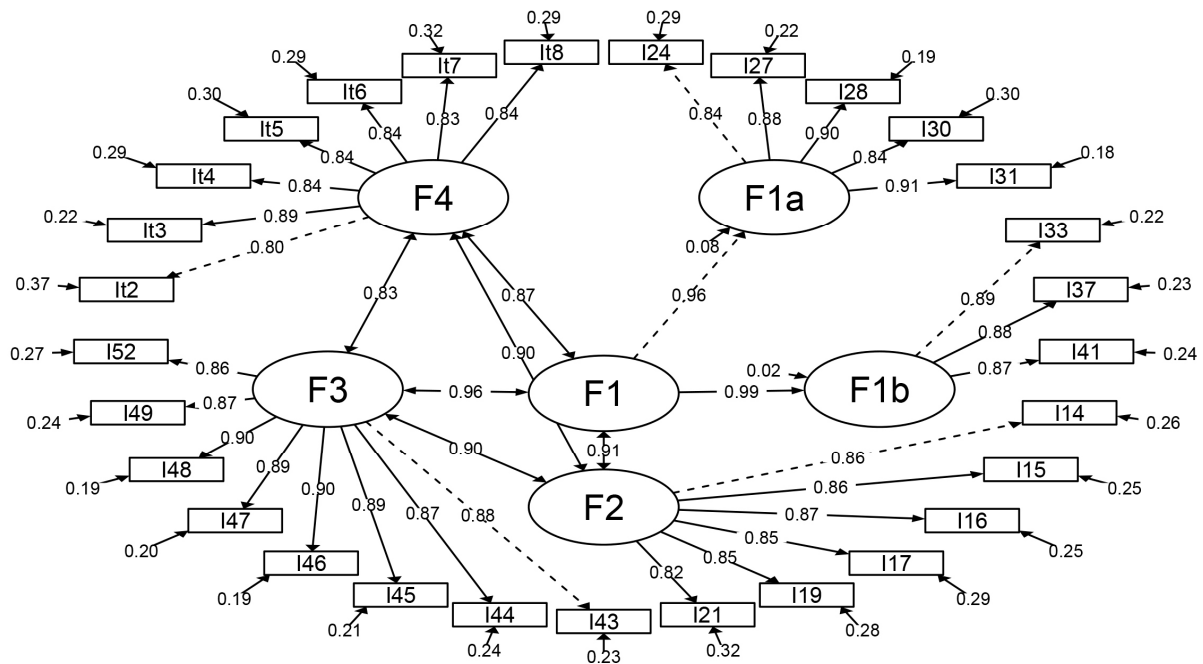 0.29 0.29
0.32 It8 I24 0.22
0.29 It7 I27 0.19
0.30 It6 I28 0.30
It5 0.84 0.83 0.84 0.84 0.88 0.90 I30
0.29 0.84 0.84 0.18
It4 0.84 F4 F1a 0.91 I31
0.22 0.89 0.22
It3 0.80 0.08 I33
0.37 It2 0.83 0.87 0.96 0.89 I37 0.23
0.88
0.27 I52 0.90 I41 0.24
0.86 0.02 0.87
F3 0.96 F1 0.99 F1b
0.24 I49 0.87 I14 0.26
0.90 0.90 0.91 0.86
0.19 I48 0.89 0.86 I15 0.25
0.90 0.89 0.87 0.88 F2 0.87 I16
0.20 I47 0.85 0.25
0.85 I17
I46 0.82 0.29
0.19 I45 I19
0.21 I44 I43 I21 0.28
0.24 0.23 0.32